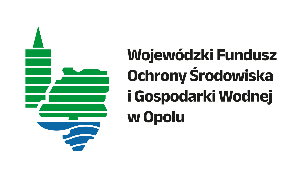 Wojewódzki Fundusz
Ochrony Środowiska
i Gospodarki Wodnej
w Opolu